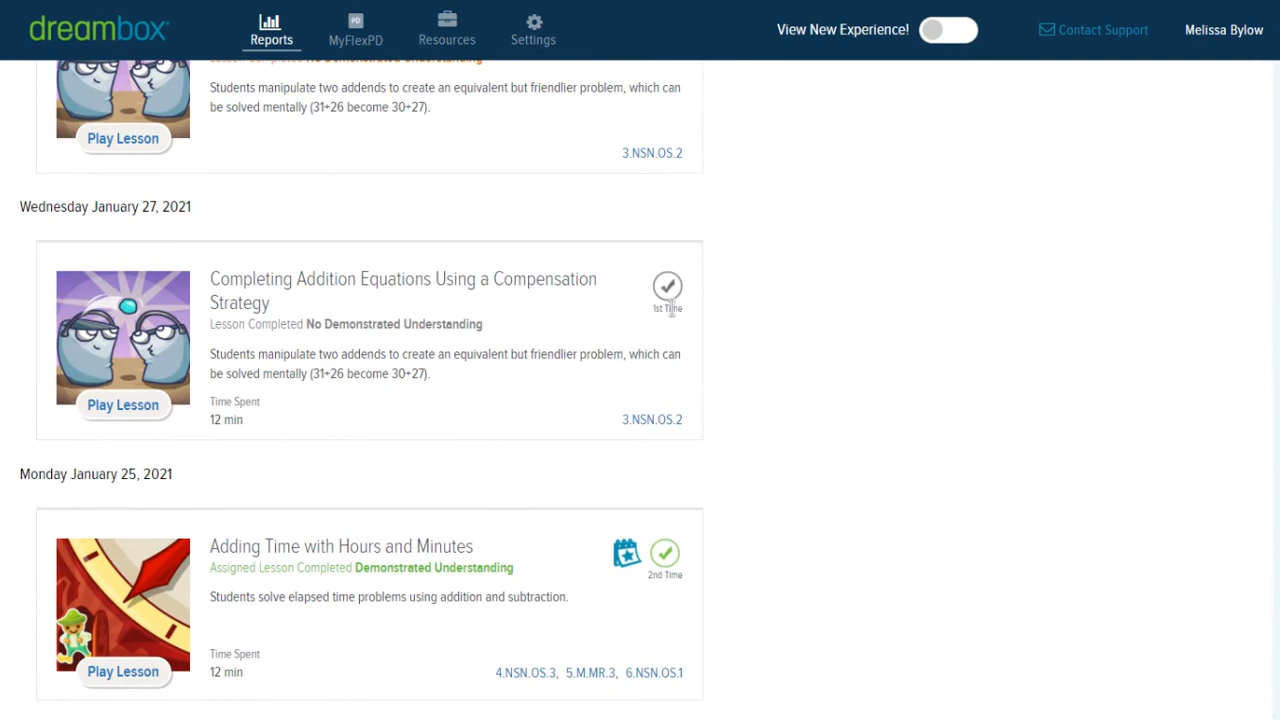 dreambox
Reports
PD
MyFlexPD
Resources
Settings
View New Experience!
Contact Support
Melissa Bylow
No Demonstrated Understanding
Students manipulate two addends to create an equivalent but friendlier problem, which can
be solved mentally (31+26 become 30+27).
Play Lesson
3.NSN.OS.2
Wednesday January 27, 2021
Completing Addition Equations Using a Compensation
Strategy
1st Time
Lesson Completed No Demonstrated Understanding
Students manipulate two addends to create an equivalent but friendlier problem, which can
be solved mentally (31+26 become 30+27).
Time Spent
Play Lesson
12 min
3.NSN.OS.2
Monday January 25, 2021
Adding Time with Hours and Minutes
Assigned Lesson Completed Demonstrated Understanding
2nd Time
Students solve elapsed time problems using addition and subtraction.
Time Spent
Play Lesson
12 min
4.NSN.OS.3, 5.M.MR.3, 6.NSN.OS.1